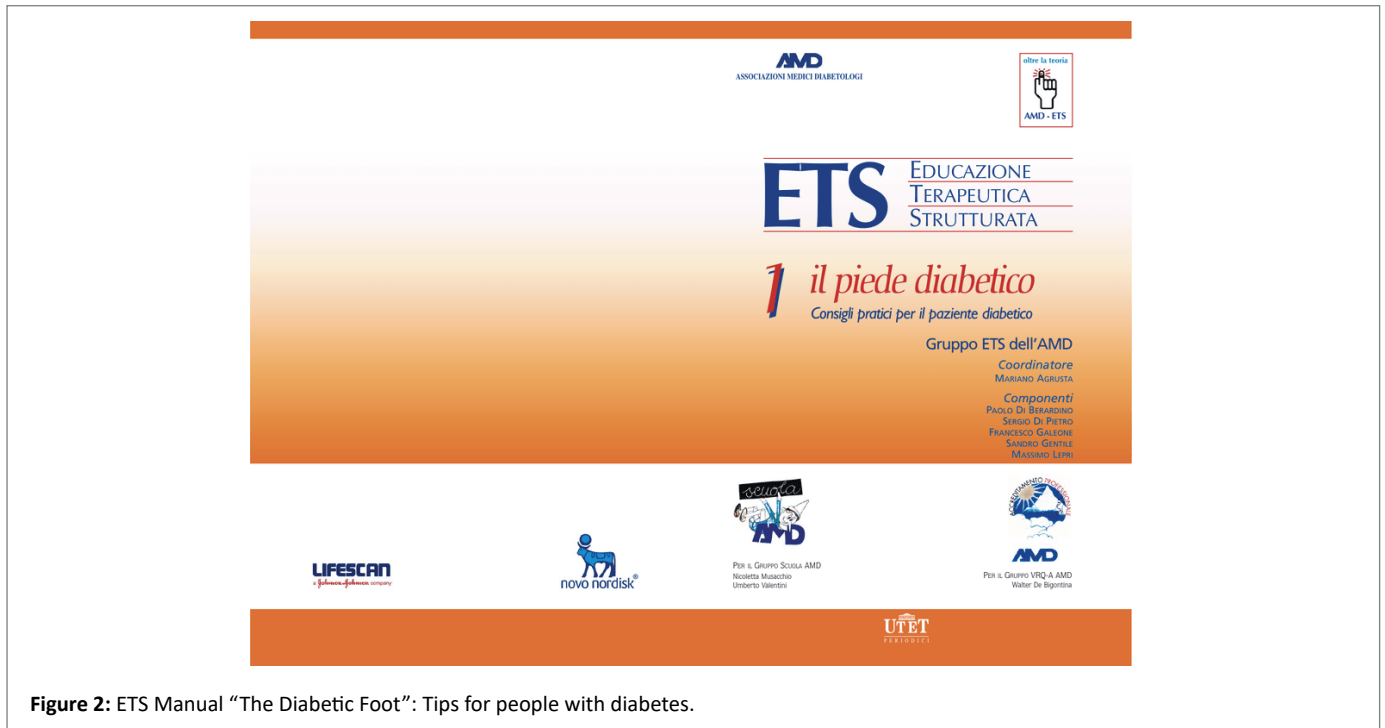 AMD
ASSOCIAZIONI MEDICI DIABETOLOGI
oltre la teoria
AMD - ETS
ETS
EDUCAZIONE
TERAPEUTICA
STRUTTURATA
1 il piede diabetico
Consigli pratici per il paziente diabetico
Gruppo ETS dell'AMD
Coordinatore
MARIANO AGRUSTA
Componenti
PAOLO DI BERARDINO
SERGIO DI PIETRO
FRANCESCO GALEONE
SANDRO GENTILE
MASSIMO LEPRI
LIFESCAN
a Johnson & Johnson company
novo nordisk®
scuola
AMD
PER IL GRUPPO SCUOLA AMD
Nicoletta Musacchio
Umberto Valentini
ACCREDITAMENTO PROFESSIONALE
AMD
PER IL GRUPPO VRQ-A AMD
Walter De Bigontina
UTET
PERIODICI
Figure 2: ETS Manual “The Diabetic Foot”: Tips for people with diabetes.